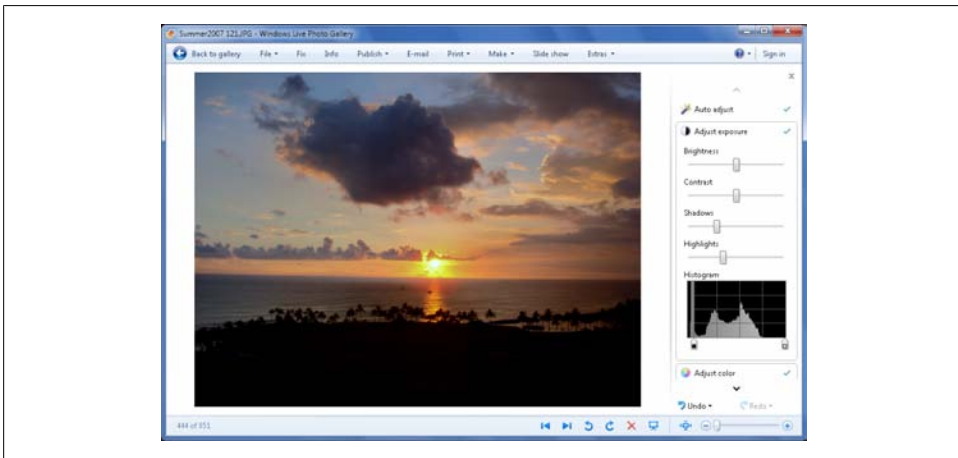 Summer2007 121.JPG - Windows Live Photo Gallery
Back to gallery File Fix Info Publish E-mail Print Make Slide show Extras Sign in
Auto adjust
Adjust exposure
Brightness
Contrast
Shadows
Highlights
Histogram
Adjust color
Undo Redo
444 of 851